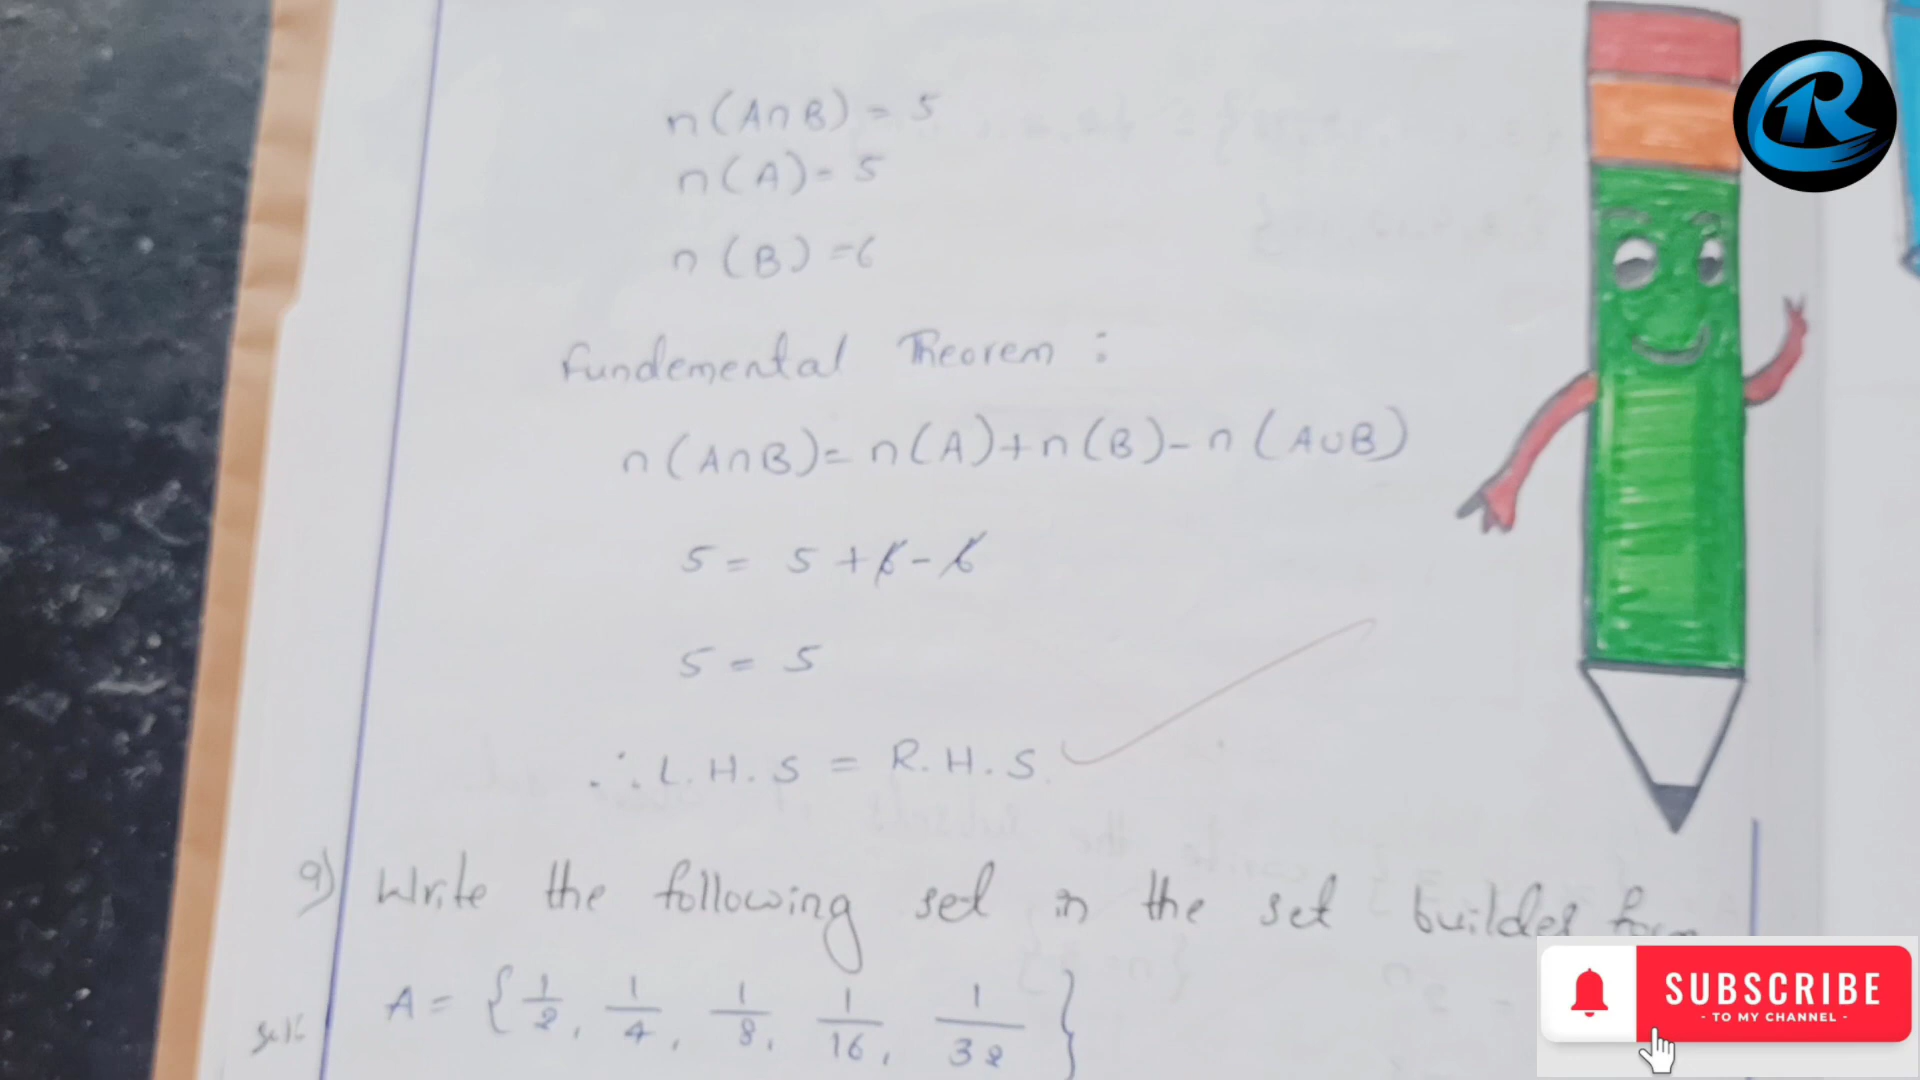 n(A∩B) = 5
n(A) = 5
n(B) = 6
Fundemental Theorem :
n(A∩B) = n(A) + n(B) - n(A∪B)
5 = 5 + 6 - 6
5 = 5
∴ L.H.S = R.H.S
9) Write the following set in the set builder form
A = {1/2, 1/4, 1/8, 1/16, 1/32}
SUBSCRIBE
- TO MY CHANNEL -